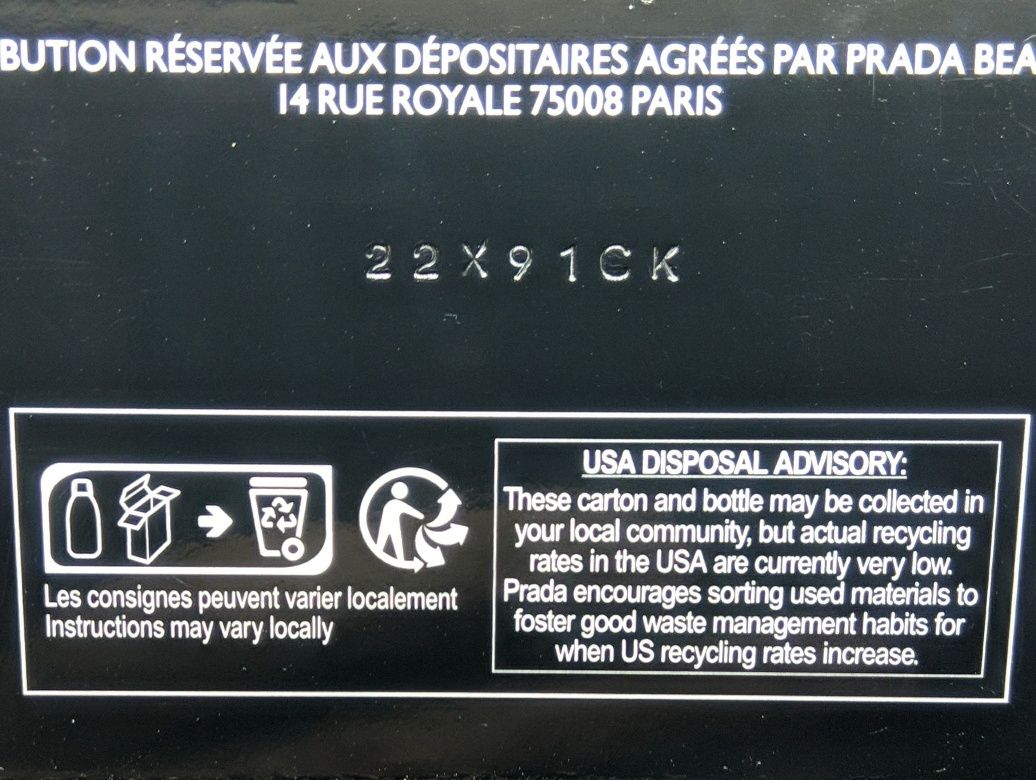 BUTION RÉSERVÉE AUX DÉPOSITAIRES AGRÉÉS PAR PRADA BEA
14 RUE ROYALE 75008 PARIS
22X91CK
USA DISPOSAL ADVISORY:
These carton and bottle may be collected in
your local community, but actual recycling
rates in the USA are currently very low.
Prada encourages sorting used materials to
foster good waste management habits for
when US recycling rates increase.
Les consignes peuvent varier localement
Instructions may vary locally